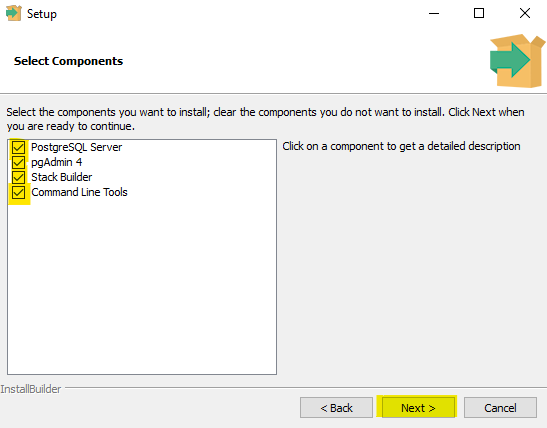 Setup
Select Components
Select the components you want to install; clear the components you do not want to install. Click Next when
you are ready to continue.
PostgreSQL Server
pgAdmin 4
Stack Builder
Command Line Tools
Click on a component to get a detailed description
InstallBuilder
< Back
Next >
Cancel